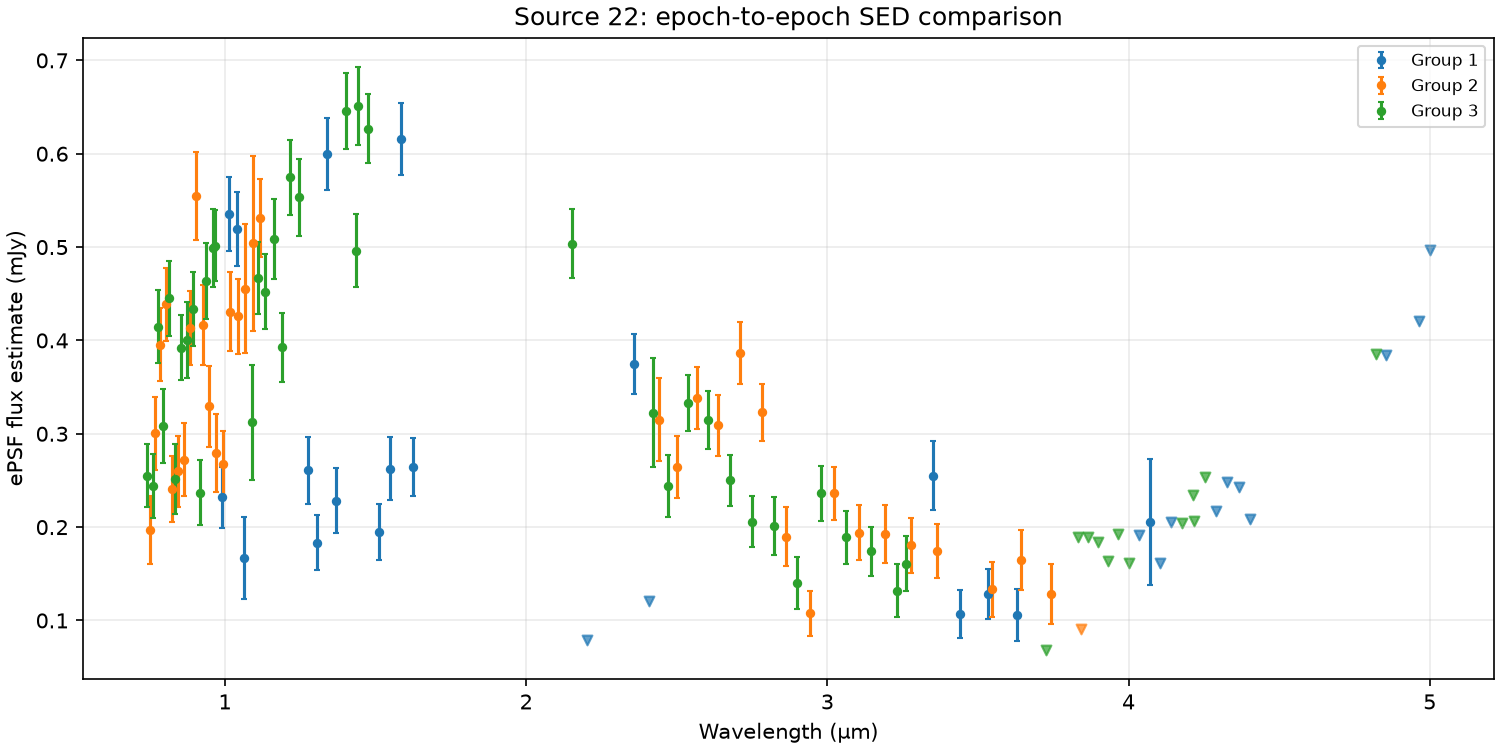 Source 22: epoch-to-epoch SED comparison
ePSF flux estimate (mJy)
0.7
0.6
0.5
0.4
0.3
0.2
0.1
Group 1
Group 2
Group 3
1
2
3
4
5
Wavelength (μm)